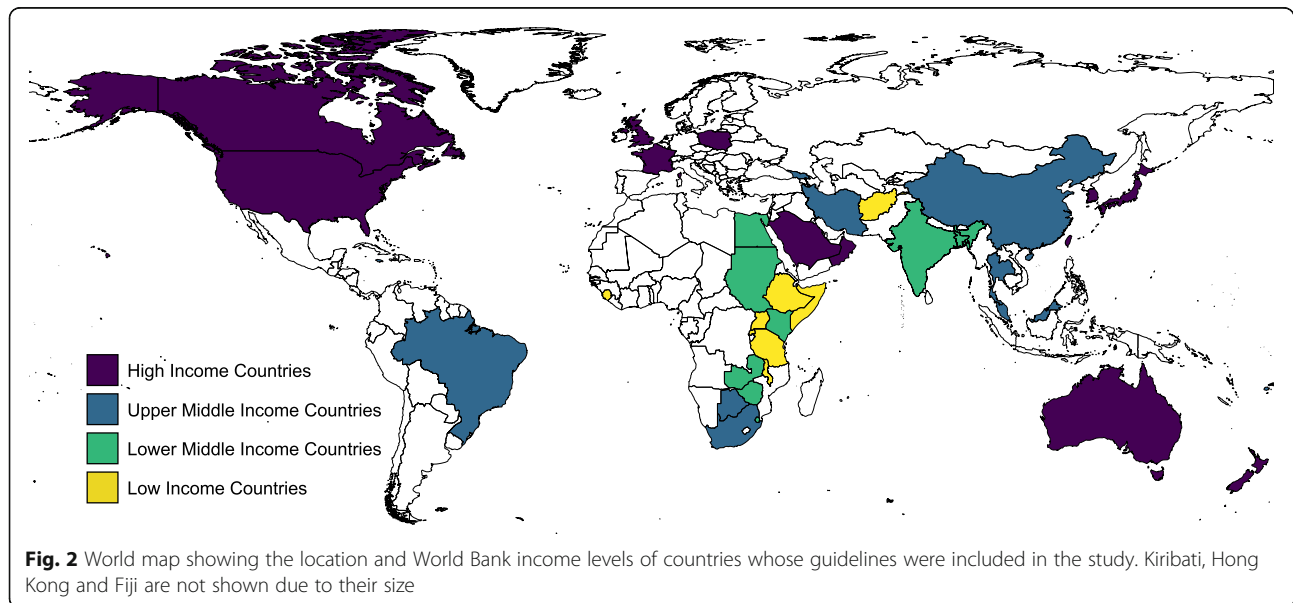 High Income Countries
Upper Middle Income Countries
Lower Middle Income Countries
Low Income Countries
Fig. 2 World map showing the location and World Bank income levels of countries whose guidelines were included in the study. Kiribati, Hong
Kong and Fiji are not shown due to their size